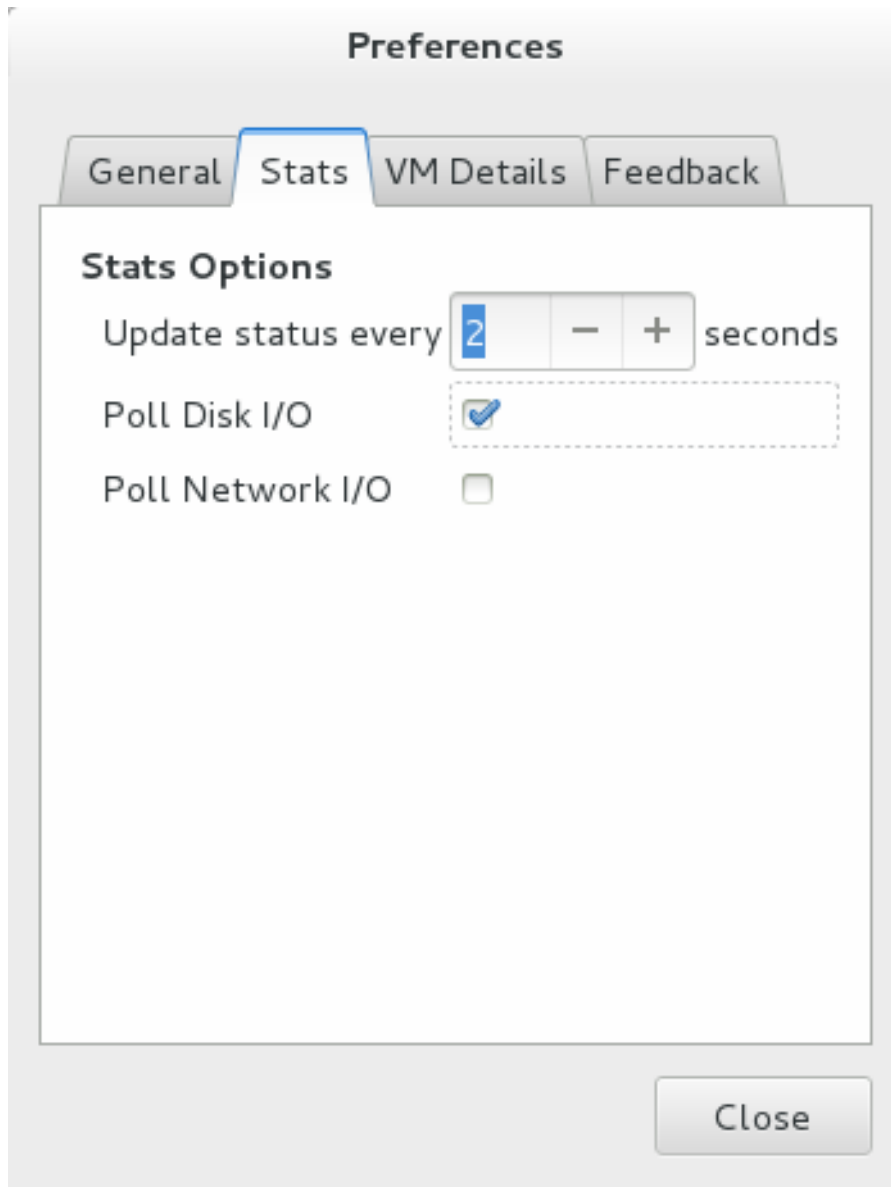 Preferences
General Stats VM Details Feedback
Stats Options
Update status every 2 − + seconds
Poll Disk I/O
Poll Network I/O
Close